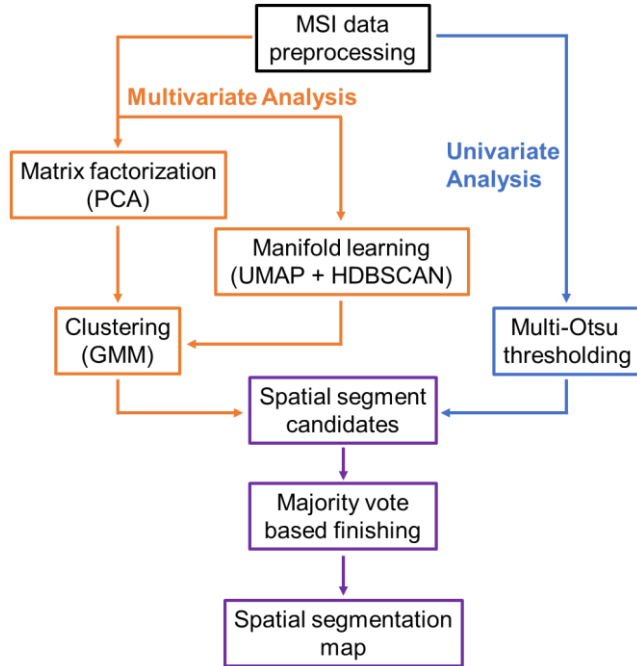 MSI data
preprocessing
Multivariate Analysis
Univariate
Analysis
Matrix factorization
(PCA)
Manifold learning
(UMAP + HDBSCAN)
Clustering
(GMM)
Multi-Otsu
thresholding
Spatial segment
candidates
Majority vote
based finishing
Spatial segmentation
map